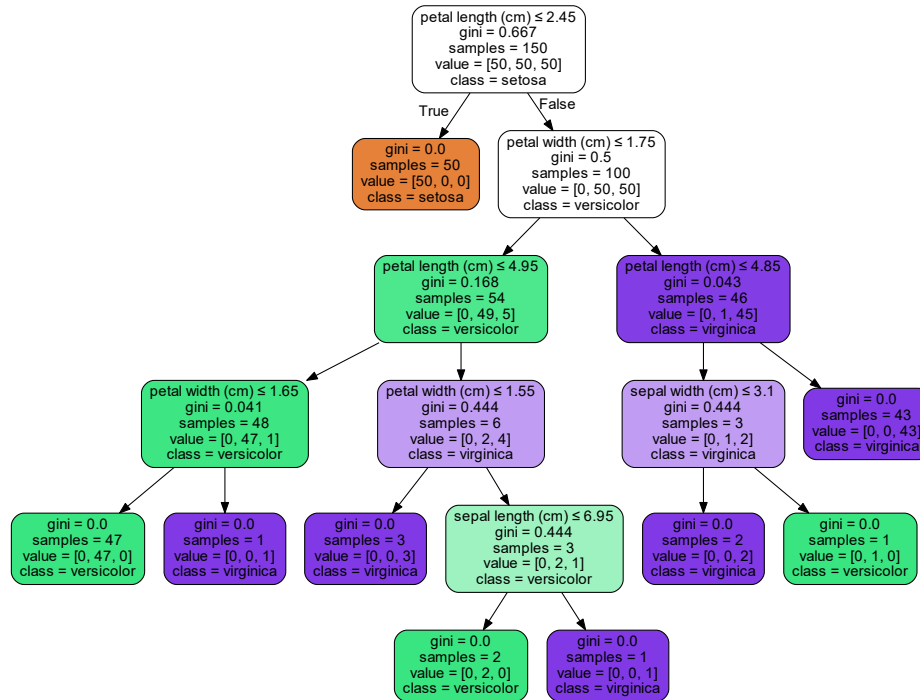 petal length (cm) ≤ 2.45
gini = 0.667
samples = 150
value = [50, 50, 50]
class = setosa
True
False
gini = 0.0
samples = 50
value = [50, 0, 0]
class = setosa
petal width (cm) ≤ 1.75
gini = 0.5
samples = 100
value = [0, 50, 50]
class = versicolor
petal length (cm) ≤ 4.95
gini = 0.168
samples = 54
value = [0, 49, 5]
class = versicolor
petal length (cm) ≤ 4.85
gini = 0.043
samples = 46
value = [0, 1, 45]
class = virginica
petal width (cm) ≤ 1.65
gini = 0.041
samples = 48
value = [0, 47, 1]
class = versicolor
petal width (cm) ≤ 1.55
gini = 0.444
samples = 6
value = [0, 2, 4]
class = virginica
sepal width (cm) ≤ 3.1
gini = 0.444
samples = 3
value = [0, 1, 2]
class = virginica
gini = 0.0
samples = 43
value = [0, 0, 43]
class = virginica
gini = 0.0
samples = 47
value = [0, 47, 0]
class = versicolor
gini = 0.0
samples = 1
value = [0, 0, 1]
class = virginica
gini = 0.0
samples = 3
value = [0, 0, 3]
class = virginica
sepal length (cm) ≤ 6.95
gini = 0.444
samples = 3
value = [0, 2, 1]
class = versicolor
gini = 0.0
samples = 2
value = [0, 0, 2]
class = virginica
gini = 0.0
samples = 1
value = [0, 1, 0]
class = versicolor
gini = 0.0
samples = 2
value = [0, 2, 0]
class = versicolor
gini = 0.0
samples = 1
value = [0, 0, 1]
class = virginica